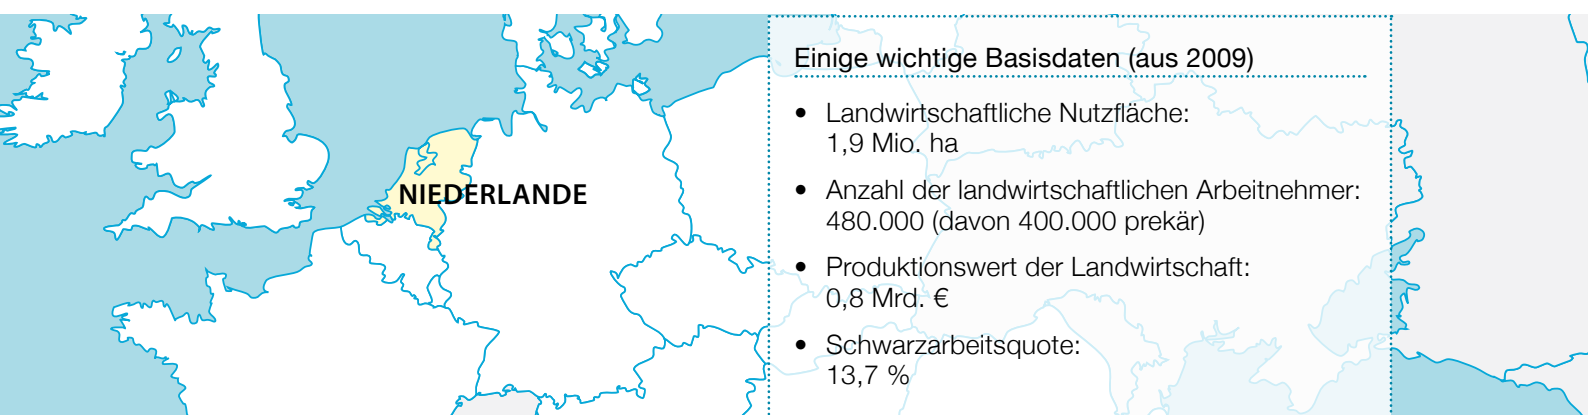 NIEDERLANDE
Einige wichtige Basisdaten (aus 2009)
• Landwirtschaftliche Nutzfläche:
1,9 Mio. ha
• Anzahl der landwirtschaftlichen Arbeitnehmer:
480.000 (davon 400.000 prekär)
• Produktionswert der Landwirtschaft:
0,8 Mrd. €
• Schwarzarbeitsquote:
13,7 %